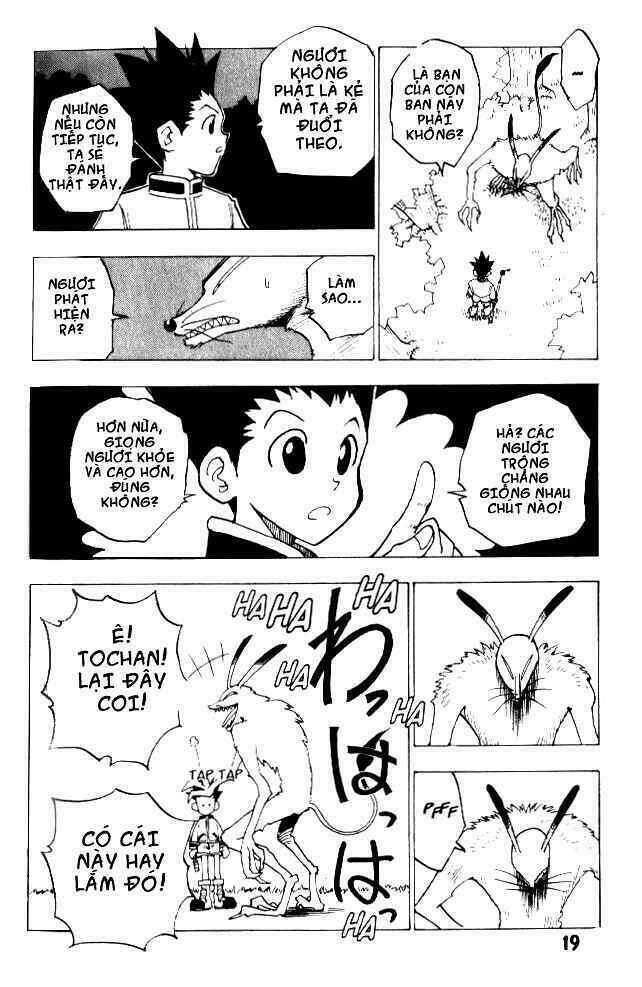 ~
LÀ BẠN
CỦA CON
BẠN NÀY
PHẢI
KHÔNG?
NGƯƠI
KHÔNG
PHẢI LÀ KẺ
MÀ TA ĐÃ
ĐUỔI
THEO.
NHƯNG
NẾU CÒN
TIẾP TỤC,
TA SẼ
ĐÁNH
THẬT ĐẤY.
LÀM
SAO...
NGƯƠI
PHÁT
HIỆN
RA?
HẢ? CÁC
NGƯƠI
TRÔNG
CHẲNG
GIỐNG NHAU
CHÚT NÀO!
HƠN NỮA,
GIỌNG
NGƯƠI KHỎE
VÀ CAO HƠN,
ĐÚNG
KHÔNG?
PFFF
HA
HA
HA
HA
HA
HA
わっはっはっ
TAP TAP
Ê!
TOCHAN!
LẠI ĐÂY
COI!
CÓ CÁI
NÀY HAY
LẮM ĐÓ!
19